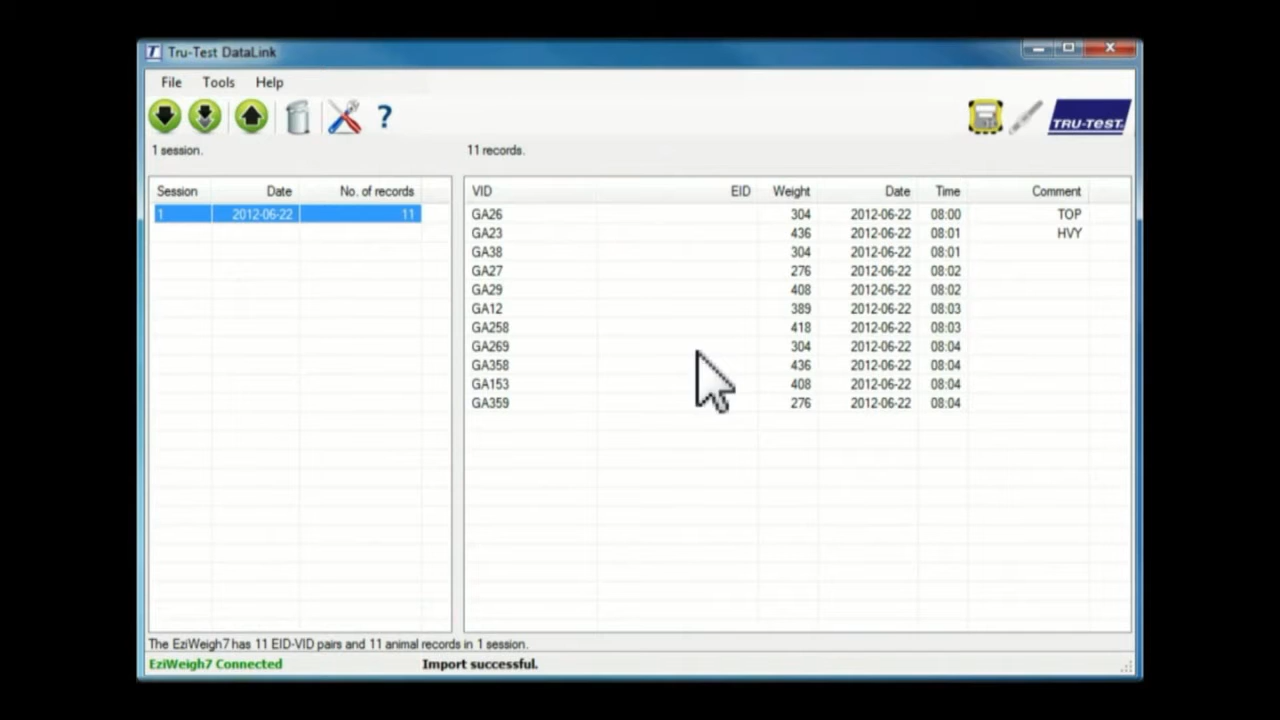 Tru-Test DataLink
File Tools Help
?
TRU-TEST
1 session.
11 records.
Session Date No. of records
1 2012-06-22 11
VID EID Weight Date Time Comment
GA26 304 2012-06-22 08:00 TOP
GA23 436 2012-06-22 08:01 HVY
GA38 304 2012-06-22 08:01
GA27 276 2012-06-22 08:02
GA29 408 2012-06-22 08:02
GA12 389 2012-06-22 08:03
GA258 418 2012-06-22 08:03
GA269 304 2012-06-22 08:04
GA358 436 2012-06-22 08:04
GA153 408 2012-06-22 08:04
GA359 276 2012-06-22 08:04
The EziWeigh7 has 11 EID-VID pairs and 11 animal records in 1 session.
EziWeigh7 Connected Import successful.